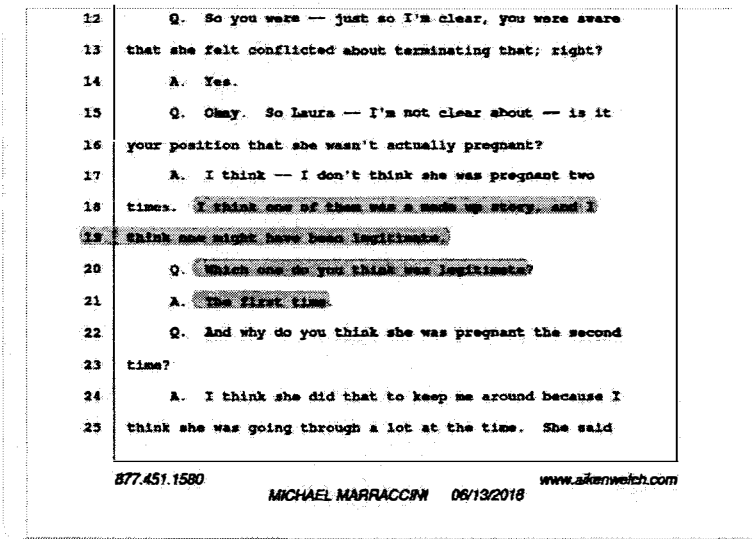 12 Q. So you were -- just so I'm clear, you were aware
13 that she felt conflicted about terminating that; right?
14 A. Yes.
15 Q. Okay. So Laura -- I'm not clear about -- is it
16 your position that she wasn't actually pregnant?
17 A. I think -- I don't think she was pregnant two
18 times. I think one of them was a made up story, and I
19 think one might have been legitimate.
20 Q. Which one do you think was legitimate?
21 A. The first time.
22 Q. And why do you think she was pregnant the second
23 time?
24 A. I think she did that to keep me around because I
25 think she was going through a lot at the time. She said
877.451.1580 www.aikenwelch.com
MICHAEL MARRACCINI 06/13/2018